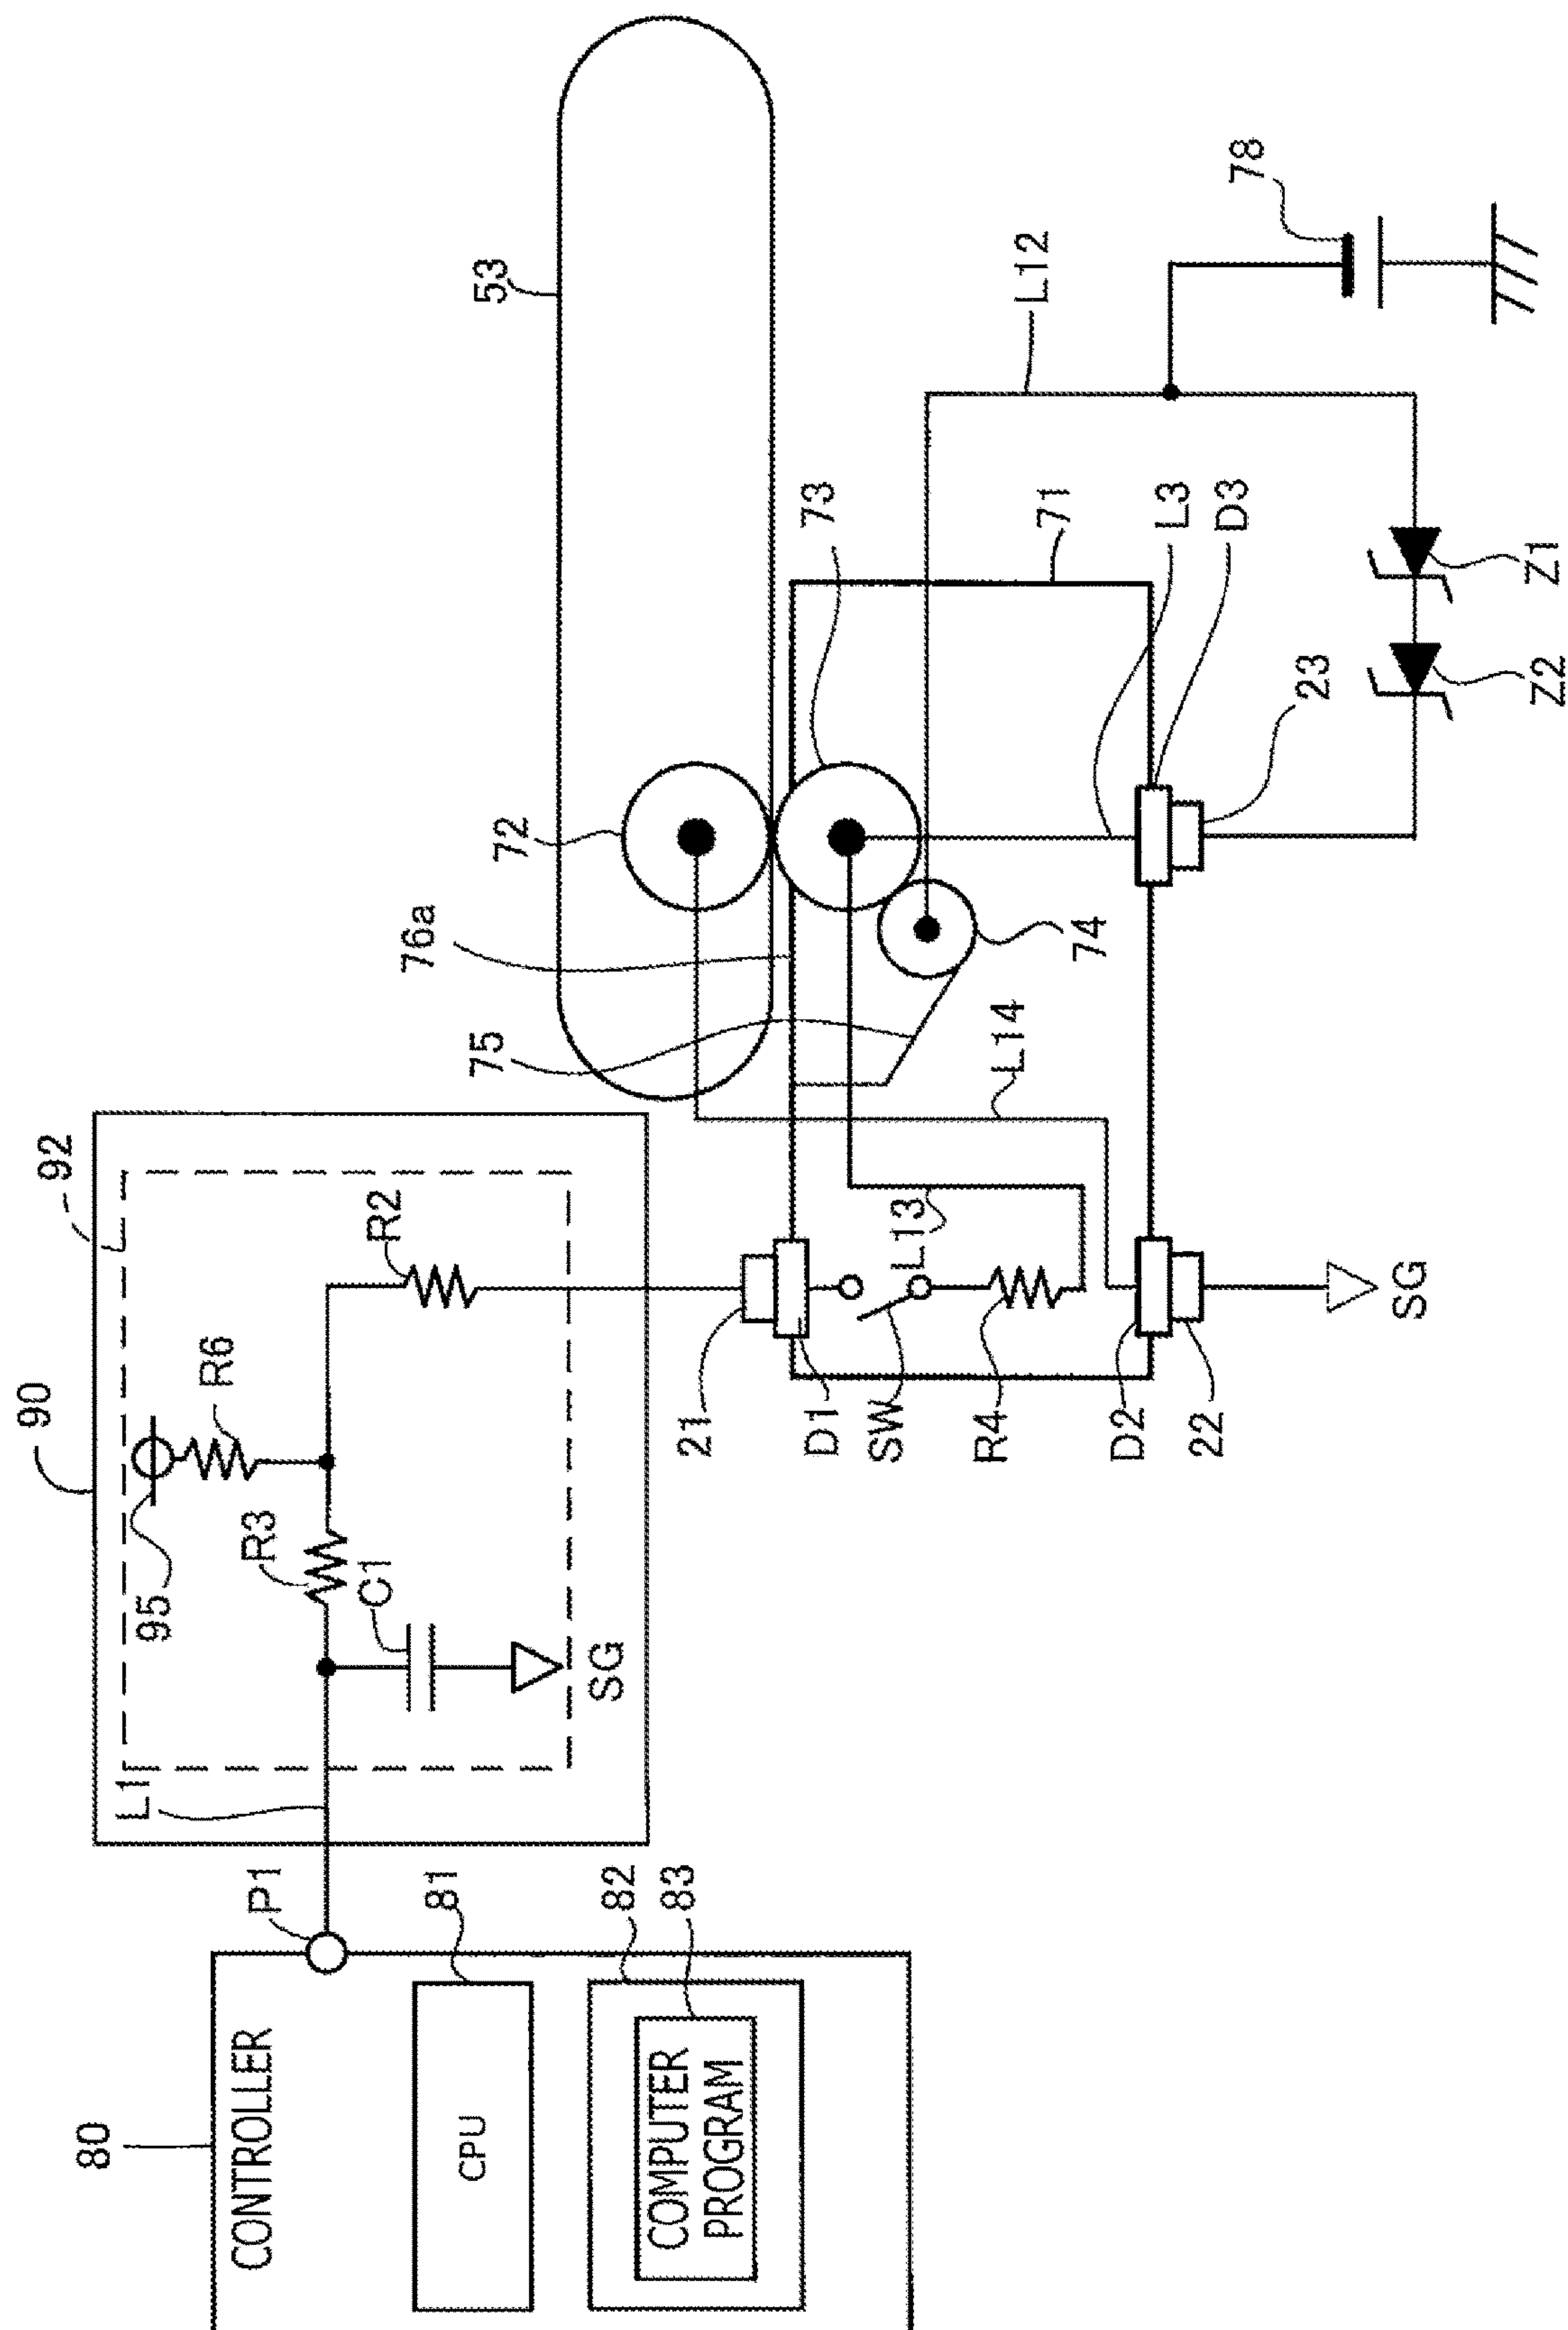 80
CONTROLLER
P1
CPU
81
COMPUTER
PROGRAM
82
83
90
92
L1
95
R6
R3
C1
R2
SG
21
D1
SW
R4
D2
22
SG
L13
L14
75
76a
72
53
73
74
71
L3
D3
23
L12
78
Z1
Z2